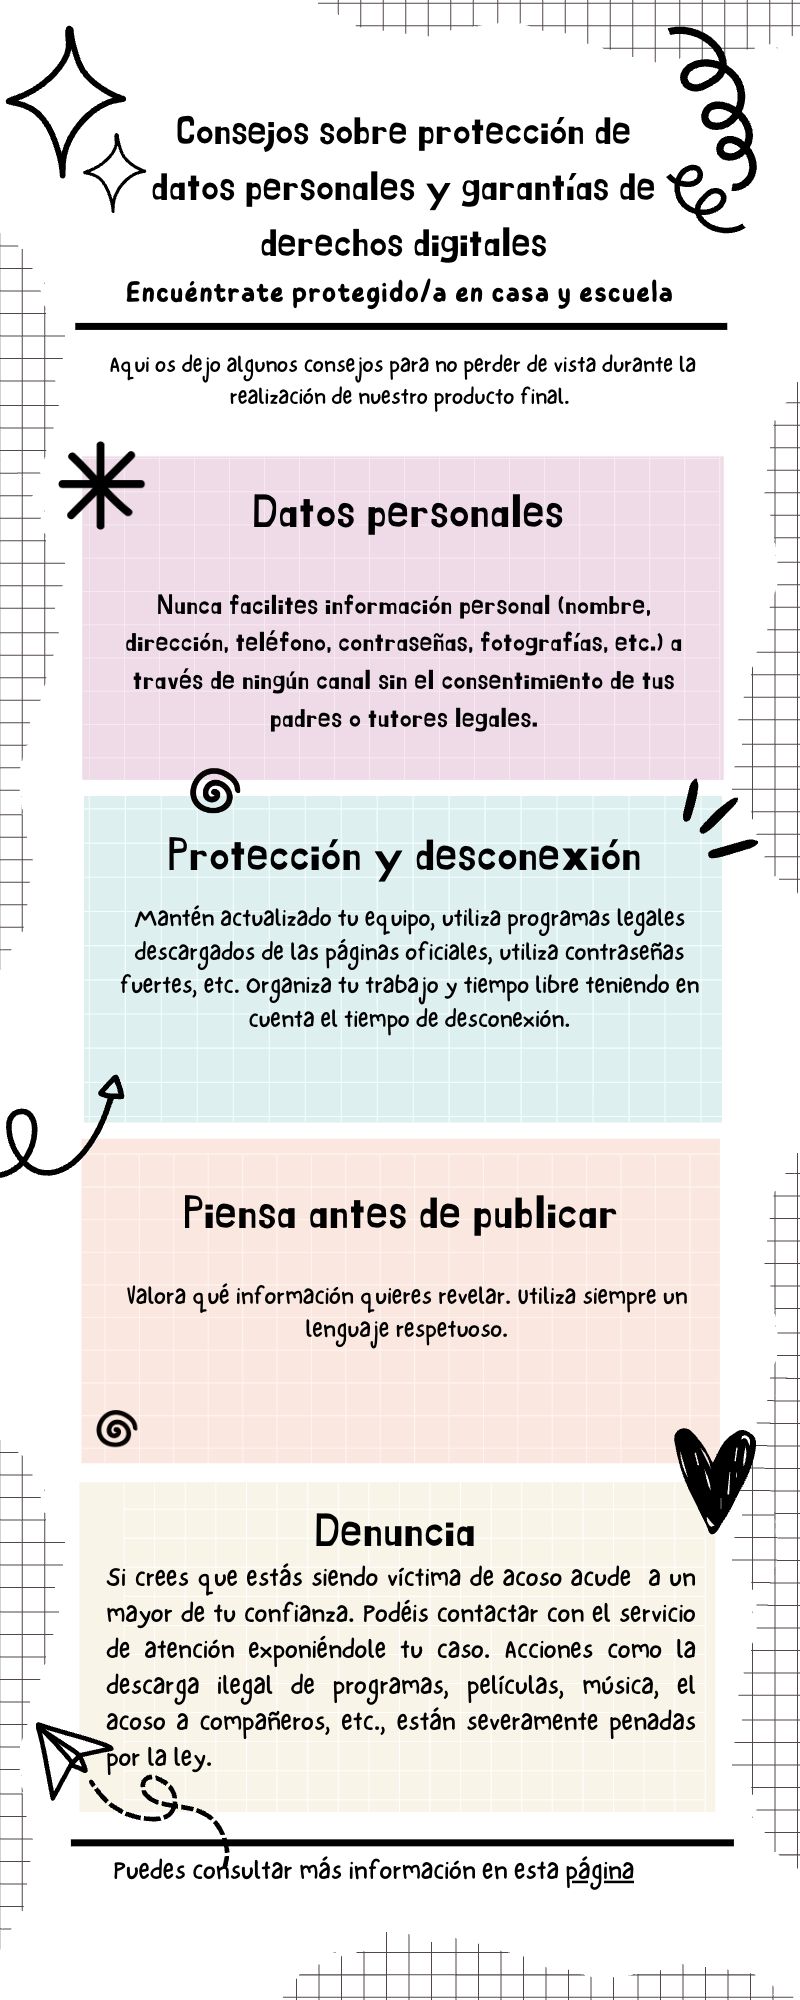 Consejos sobre protección de
datos personales y garantías de
derechos digitales
Encuéntrate protegido/a en casa y escuela
Aqui os dejo algunos consejos para no perder de vista durante la
realización de nuestro producto final.
Datos personales
Nunca facilites información personal (nombre,
dirección, teléfono, contraseñas, fotografías, etc.) a
través de ningún canal sin el consentimiento de tus
padres o tutores legales.
Protección y desconexión
Mantén actualizado tu equipo, utiliza programas legales
descargados de las páginas oficiales, utiliza contraseñas
fuertes, etc. Organiza tu trabajo y tiempo libre teniendo en
cuenta el tiempo de desconexión.
Piensa antes de publicar
Valora qué información quieres revelar. Utiliza siempre un
lenguaje respetuoso.
Denuncia
Si crees que estás siendo víctima de acoso acude a un
mayor de tu confianza. Podéis contactar con el servicio
de atención exponiéndole tu caso. Acciones como la
descarga ilegal de programas, películas, música, el
acoso a compañeros, etc., están severamente penadas
por la ley.
Puedes consultar más información en esta página